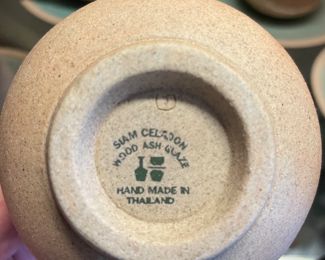 SIAM CELADON
WOOD ASH GLAZE
HAND MADE IN
THAILAND